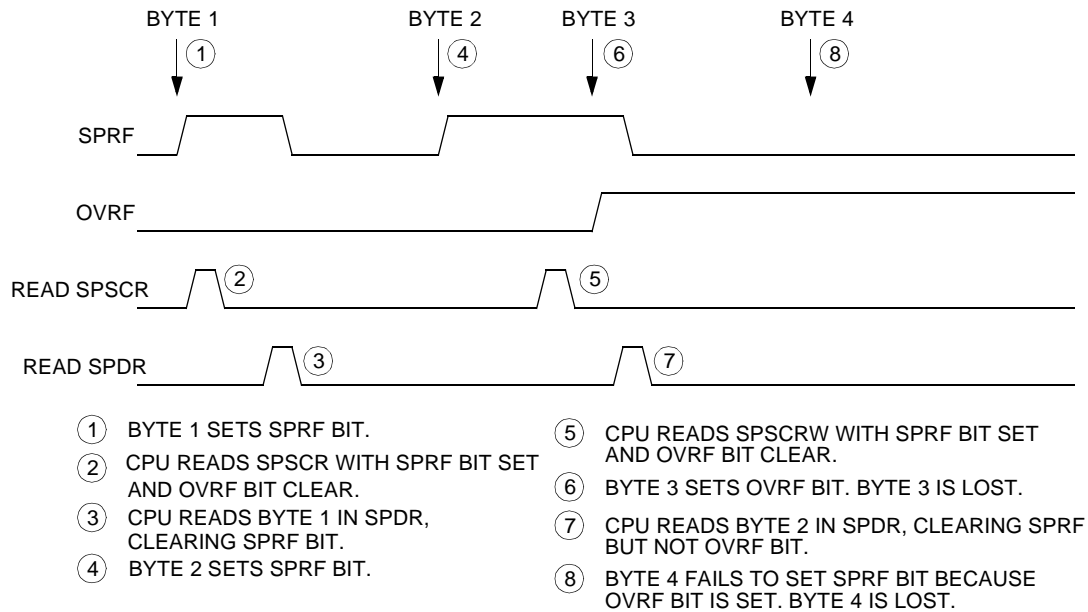 BYTE 1 BYTE 2 BYTE 3 BYTE 4
1 4 6 8
SPRF
OVRF
READ SPSCR 2 5
READ SPDR 3 7
1 BYTE 1 SETS SPRF BIT.
2 CPU READS SPSCR WITH SPRF BIT SET
AND OVRF BIT CLEAR.
3 CPU READS BYTE 1 IN SPDR,
CLEARING SPRF BIT.
4 BYTE 2 SETS SPRF BIT.
5 CPU READS SPSCRW WITH SPRF BIT SET
AND OVRF BIT CLEAR.
6 BYTE 3 SETS OVRF BIT. BYTE 3 IS LOST.
7 CPU READS BYTE 2 IN SPDR, CLEARING SPRF
BUT NOT OVRF BIT.
8 BYTE 4 FAILS TO SET SPRF BIT BECAUSE
OVRF BIT IS SET. BYTE 4 IS LOST.